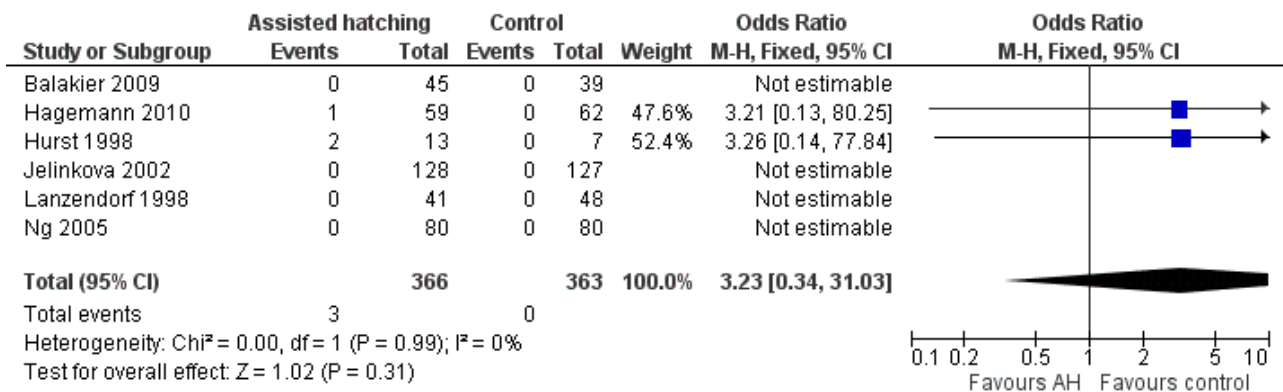 Assisted hatching Control Odds Ratio Odds Ratio
Study or Subgroup Events Total Events Total Weight M-H, Fixed, 95% CI M-H, Fixed, 95% CI
Balakier 2009 0 45 0 39 Not estimable
Hagemann 2010 1 59 0 62 47.6% 3.21 [0.13, 80.25]
Hurst 1998 2 13 0 7 52.4% 3.26 [0.14, 77.84]
Jelinkova 2002 0 128 0 127 Not estimable
Lanzendorf 1998 0 41 0 48 Not estimable
Ng 2005 0 80 0 80 Not estimable
Total (95% CI) 366 363 100.0% 3.23 [0.34, 31.03]
Total events 3 0
Heterogeneity: Chi² = 0.00, df = 1 (P = 0.99); I² = 0%
Test for overall effect: Z = 1.02 (P = 0.31)
0.1 0.2 0.5 1 2 5 10
Favours AH Favours control